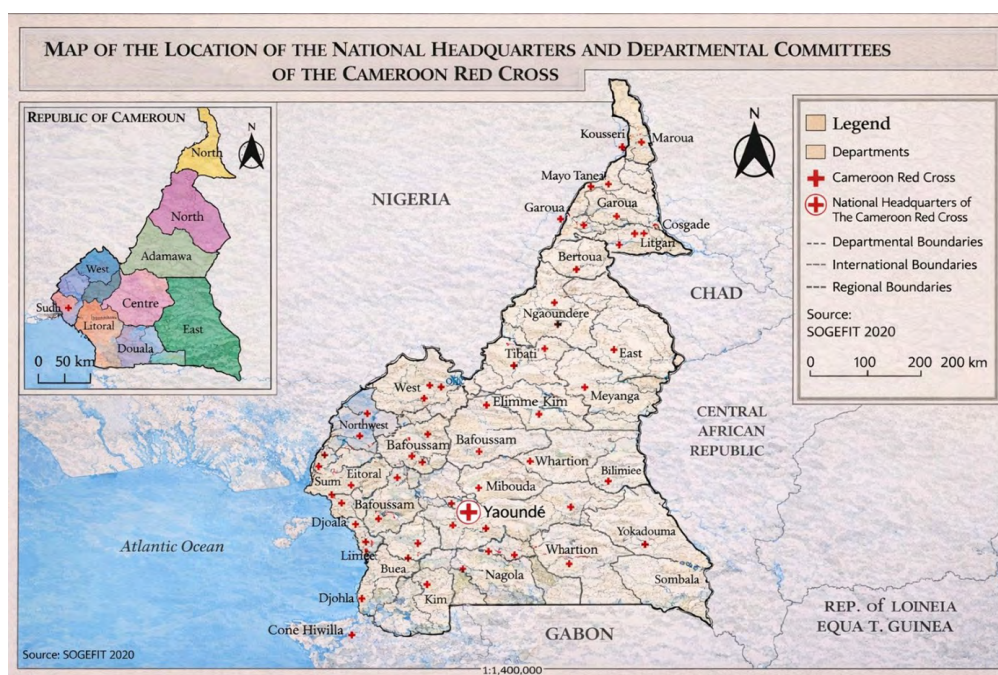 MAP OF THE LOCATION OF THE NATIONAL HEADQUARTERS AND DEPARTMENTAL COMMITTEES
OF THE CAMEROON RED CROSS
REPUBLIC OF CAMEROUN
N
North
North
Adamawa
West
Centre
Sudh
Litoral
East
Douala
0 50 km
N
Kousseri
Maroua
Mayo Tanea
Garoua
Garoua
Cosgade
Litgari
Bertoua
NIGERIA
CHAD
Ngaoundere
Tibati
East
West
Elimme Kim
Meyanga
Northwest
CENTRAL
AFRICAN
REPUBLIC
Bafoussam
Bafoussam
Whartion
Eitoral
Bilimiee
Sum
Mibouda
Bafoussam
Yaoundé
Djoala
Yokadouma
Atlantic Ocean
Whartion
Buea
Nagola
Sombala
Djohla
Kim
Cone Hiwilla
GABON
REP. of LOINEIA
EQUA T. GUINEA
Legend
Departments
Cameroon Red Cross
National Headquarters of
The Cameroon Red Cross
Departmental Boundaries
International Boundaries
Regional Boundaries
Source:
SOGEFIT 2020
0 100 200 200 km
Source: SOGEFIT 2020
1:1,400,000